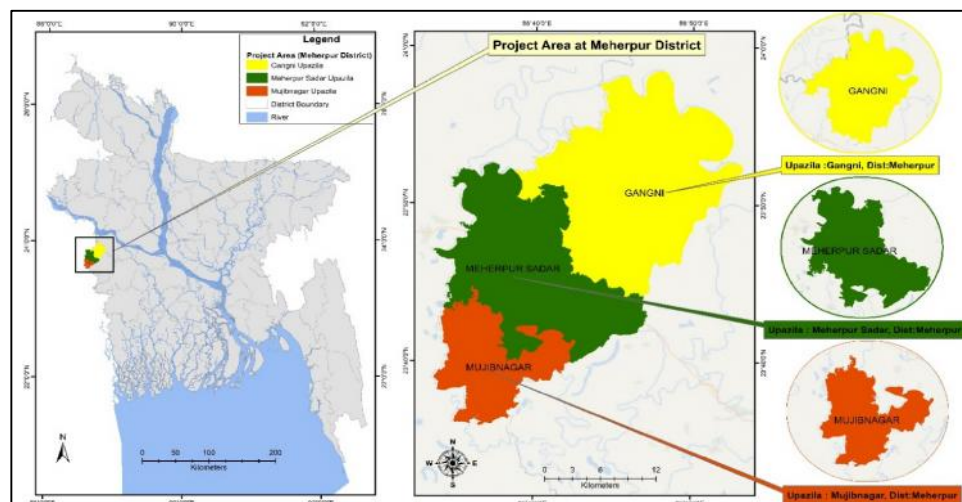 Legend
Project Area (Meherpur District)
Gangni Upazila
Meherpur Sadar Upazila
Mujibnagar Upazila
District Boundary
River
Project Area at Meherpur District
GANGNI
Upazila :Gangni, Dist:Meherpur
GANGNI
MEHERPUR SADAR
MEHERPUR SADAR
Upazila : Meherpur Sadar, Dist:Meherpur
MUJIBNAGAR
MUJIBNAGAR
Upazila : Mujibnagar, Dist:Meherpur
N
0 50 100 200
Kilometers
N
W E
S
0 3 6 12
Kilometers